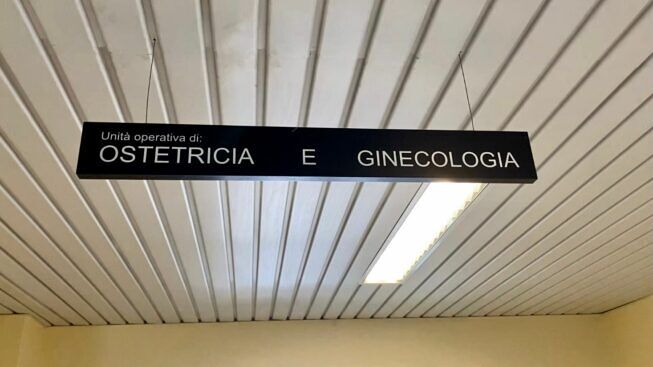 Unità operativa di:
OSTETRICIA E GINECOLOGIA